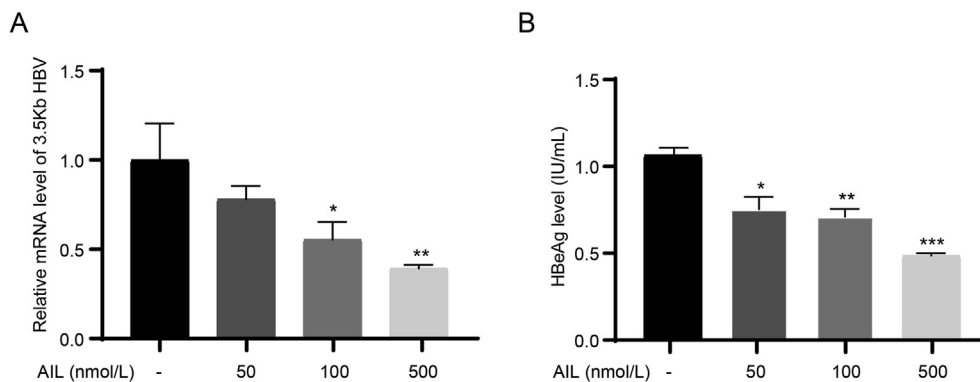 A
Relative mRNA level of 3.5Kb HBV
1.5
1.0
0.5
0.0
*
**
AIL (nmol/L) - 50 100 500
B
HBeAg level (IU/mL)
1.5
1.0
0.5
0.0
*
**
***
AIL (nmol/L) - 50 100 500